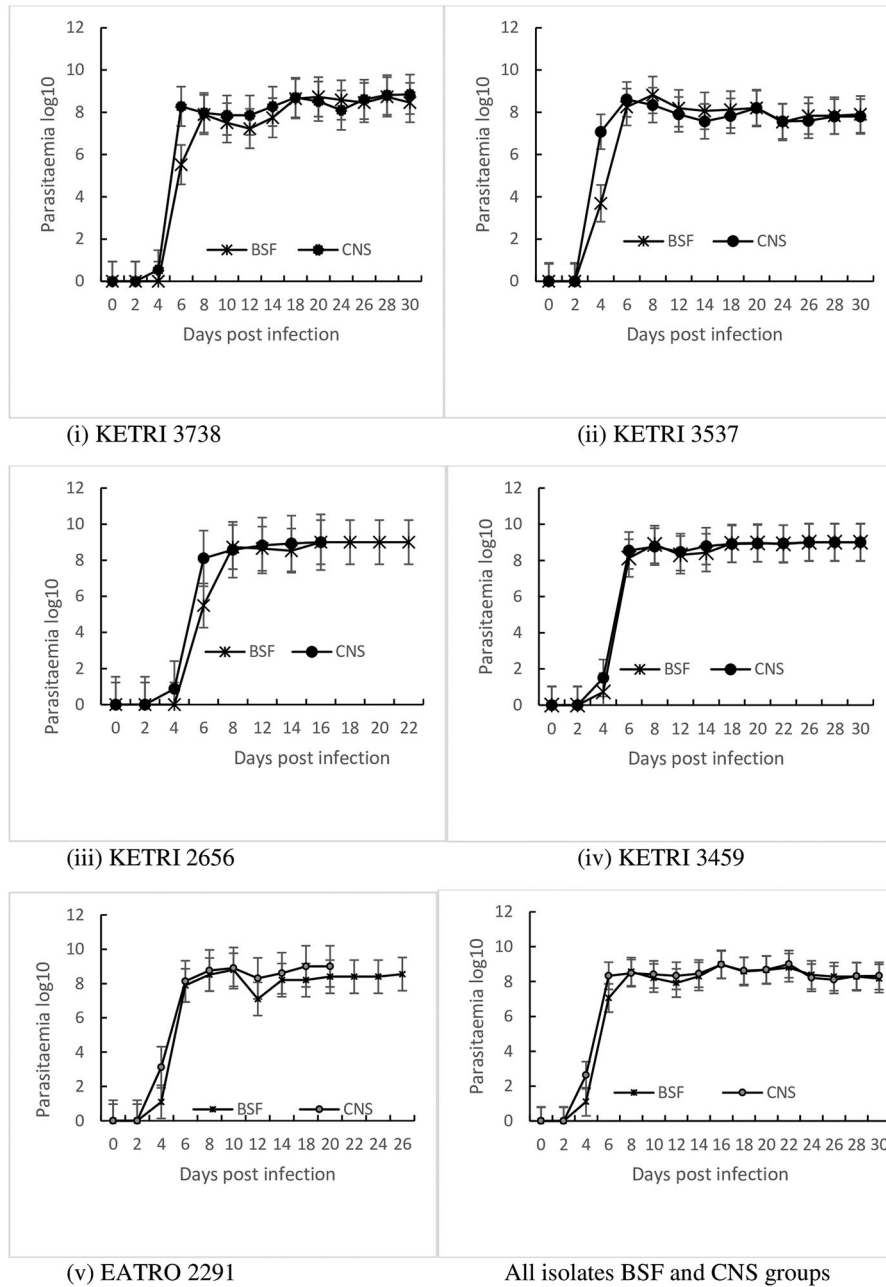 12
10
8
6
4
2
0
Parasitaemia log10
BSF CNS
0 2 4 6 8 10 12 14 18 20 24 26 28 30
Days post infection
(i) KETRI 3738
12
10
8
6
4
2
0
Parasitaemia log10
BSF CNS
0 2 4 6 8 12 14 18 20 24 26 28 30
Days post infection
(ii) KETRI 3537
12
10
8
6
4
2
0
Parasitaemia log10
BSF CNS
0 2 4 6 8 12 14 16 18 20 22
Days post infection
(iii) KETRI 2656
12
10
8
6
4
2
0
Parasitaemia log10
BSF CNS
0 2 4 6 8 12 14 18 20 22 26 28 30
Days post infection
(iv) KETRI 3459
12
10
8
6
4
2
0
Parasitaemia log10
BSF CNS
0 2 4 6 8 10 12 14 18 20 22 24 26
Days post infection
(v) EATRO 2291
12
10
8
6
4
2
0
Parasitaemia log10
BSF CNS
0 2 4 6 8 10 12 14 16 18 20 22 24 26 28 30
Days post infection
All isolates BSF and CNS groups